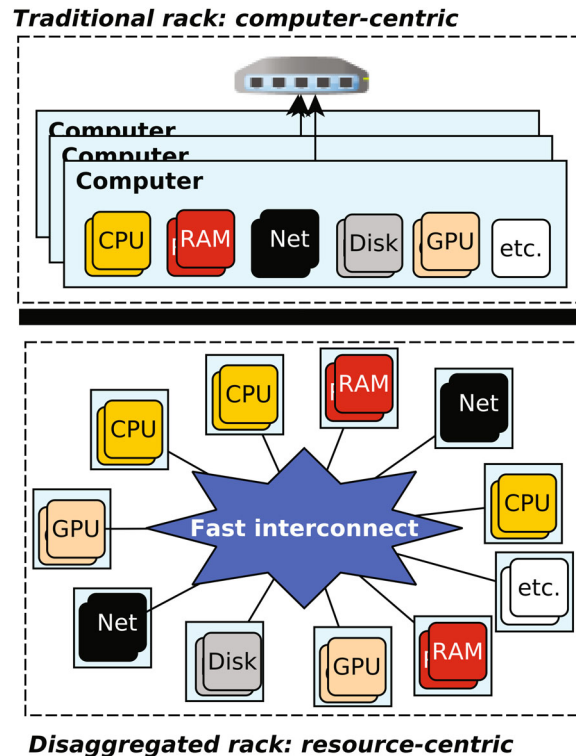 Traditional rack: computer-centric
Computer
Computer
Computer
CPU
RAM
Net
Disk
GPU
etc.
CPU
RAM
Net
CPU
CPU
Fast interconnect
GPU
etc.
Net
Disk
GPU
RAM
Disaggregated rack: resource-centric